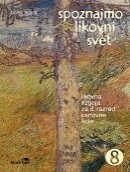 spoznajmo
likovni
svet
likovna
vzgoja
za 8. razred
osnovne
šole
8